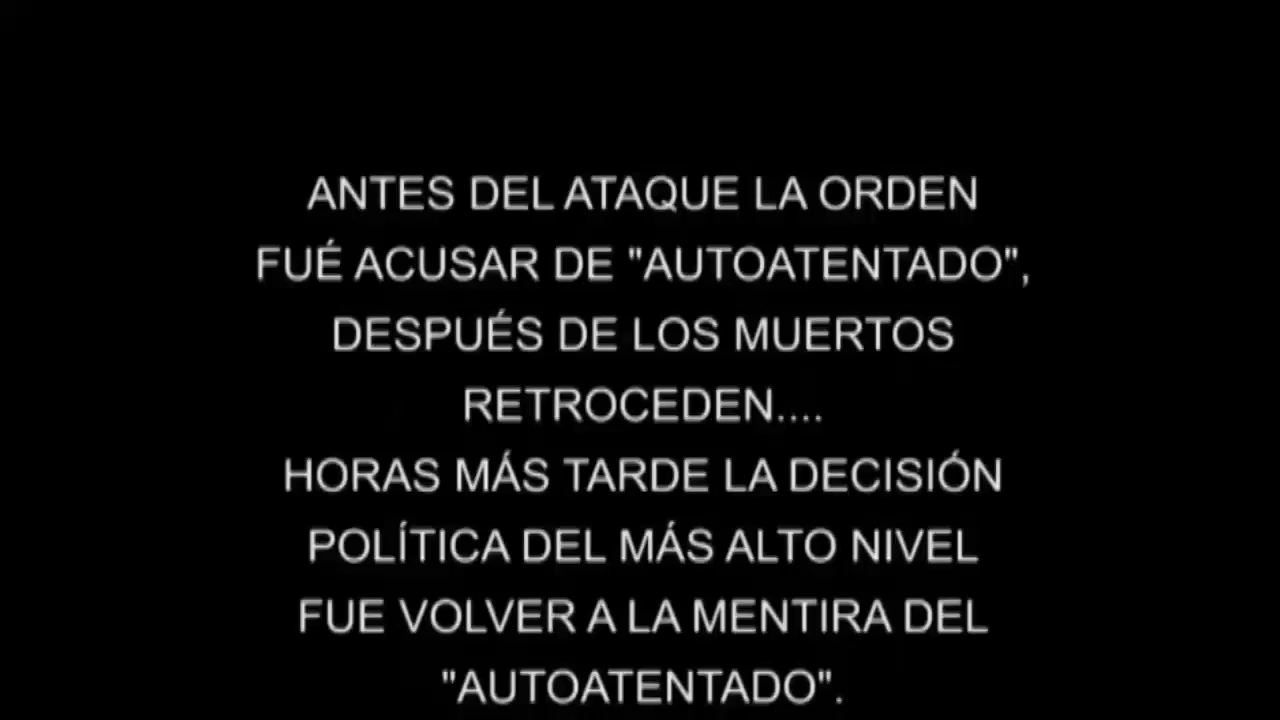 ANTES DEL ATAQUE LA ORDEN
FUÉ ACUSAR DE "AUTOATENTADO",
DESPUÉS DE LOS MUERTOS
RETROCEDEN....
HORAS MÁS TARDE LA DECISIÓN
POLÍTICA DEL MÁS ALTO NIVEL
FUE VOLVER A LA MENTIRA DEL
"AUTOATENTADO".